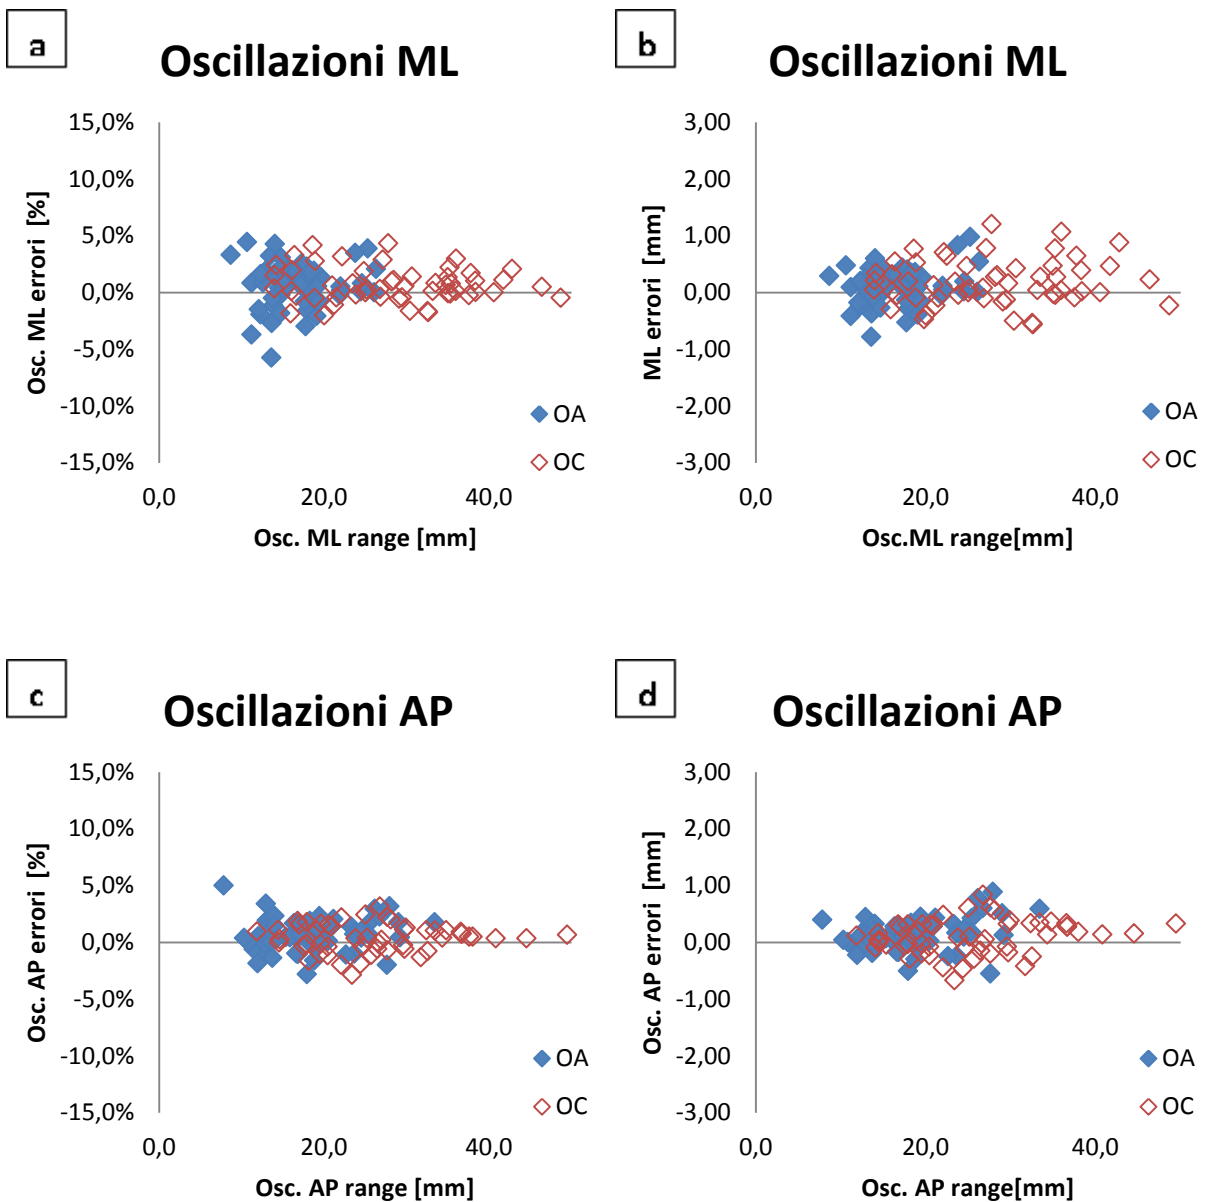 a
Oscillazioni ML
15,0%
10,0%
5,0%
0,0%
-5,0%
-10,0%
-15,0%
Osc. ML errori [%]
0,0
20,0
40,0
Osc. ML range [mm]
OA
OC
b
Oscillazioni ML
3,00
2,00
1,00
0,00
-1,00
-2,00
-3,00
ML errori [mm]
0,0
20,0
40,0
Osc.ML range[mm]
OA
OC
c
Oscillazioni AP
15,0%
10,0%
5,0%
0,0%
-5,0%
-10,0%
-15,0%
Osc. AP errori [%]
0,0
20,0
40,0
Osc. AP range [mm]
OA
OC
d
Oscillazioni AP
3,00
2,00
1,00
0,00
-1,00
-2,00
-3,00
Osc. AP errori [mm]
0,0
20,0
40,0
Osc. AP range[mm]
OA
OC